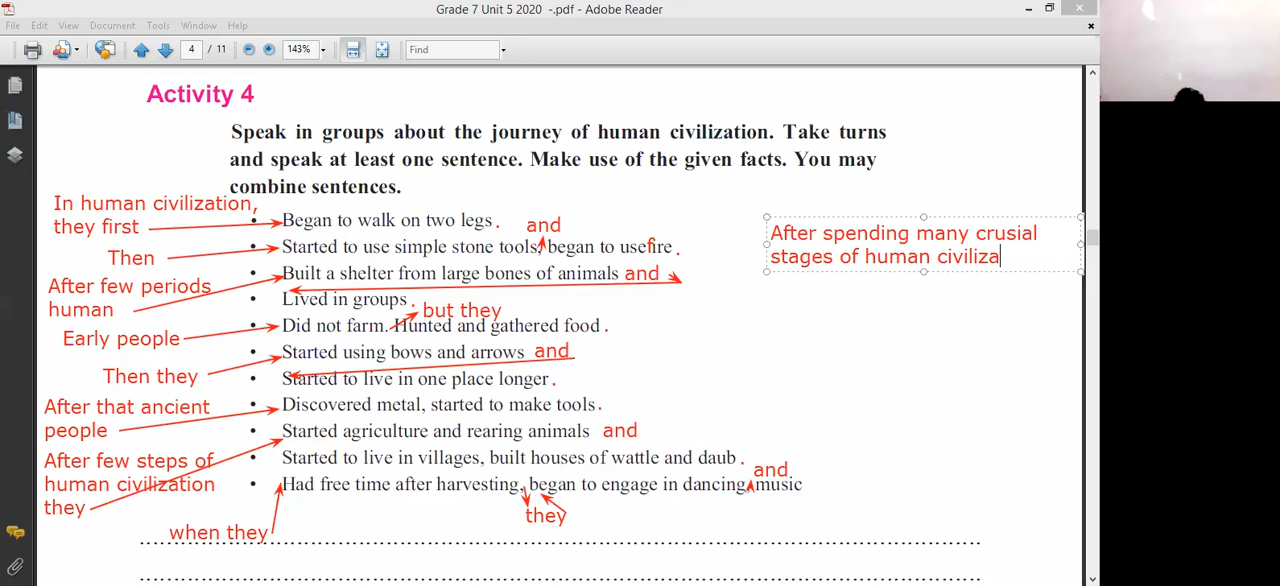 Grade 7 Unit 5 2020 -.pdf - Adobe Reader
File Edit View Document Tools Window Help
4 / 11 143% Find
Activity 4
Speak in groups about the journey of human civilization. Take turns
and speak at least one sentence. Make use of the given facts. You may
combine sentences.
In human civilization,
they first
• Began to walk on two legs .
and
Then
• Started to use simple stone tools, began to use fire .
• Built a shelter from large bones of animals and
After few periods
human
• Lived in groups .
but they
Early people
• Did not farm. Hunted and gathered food .
• Started using bows and arrows and
Then they
• Started to live in one place longer .
After that ancient
people
• Discovered metal, started to make tools .
• Started agriculture and rearing animals and
After few steps of
human civilization
they
• Started to live in villages, built houses of wattle and daub .
and
• Had free time after harvesting, began to engage in dancing music
they
when they
After spending many crusial
stages of human civiliza